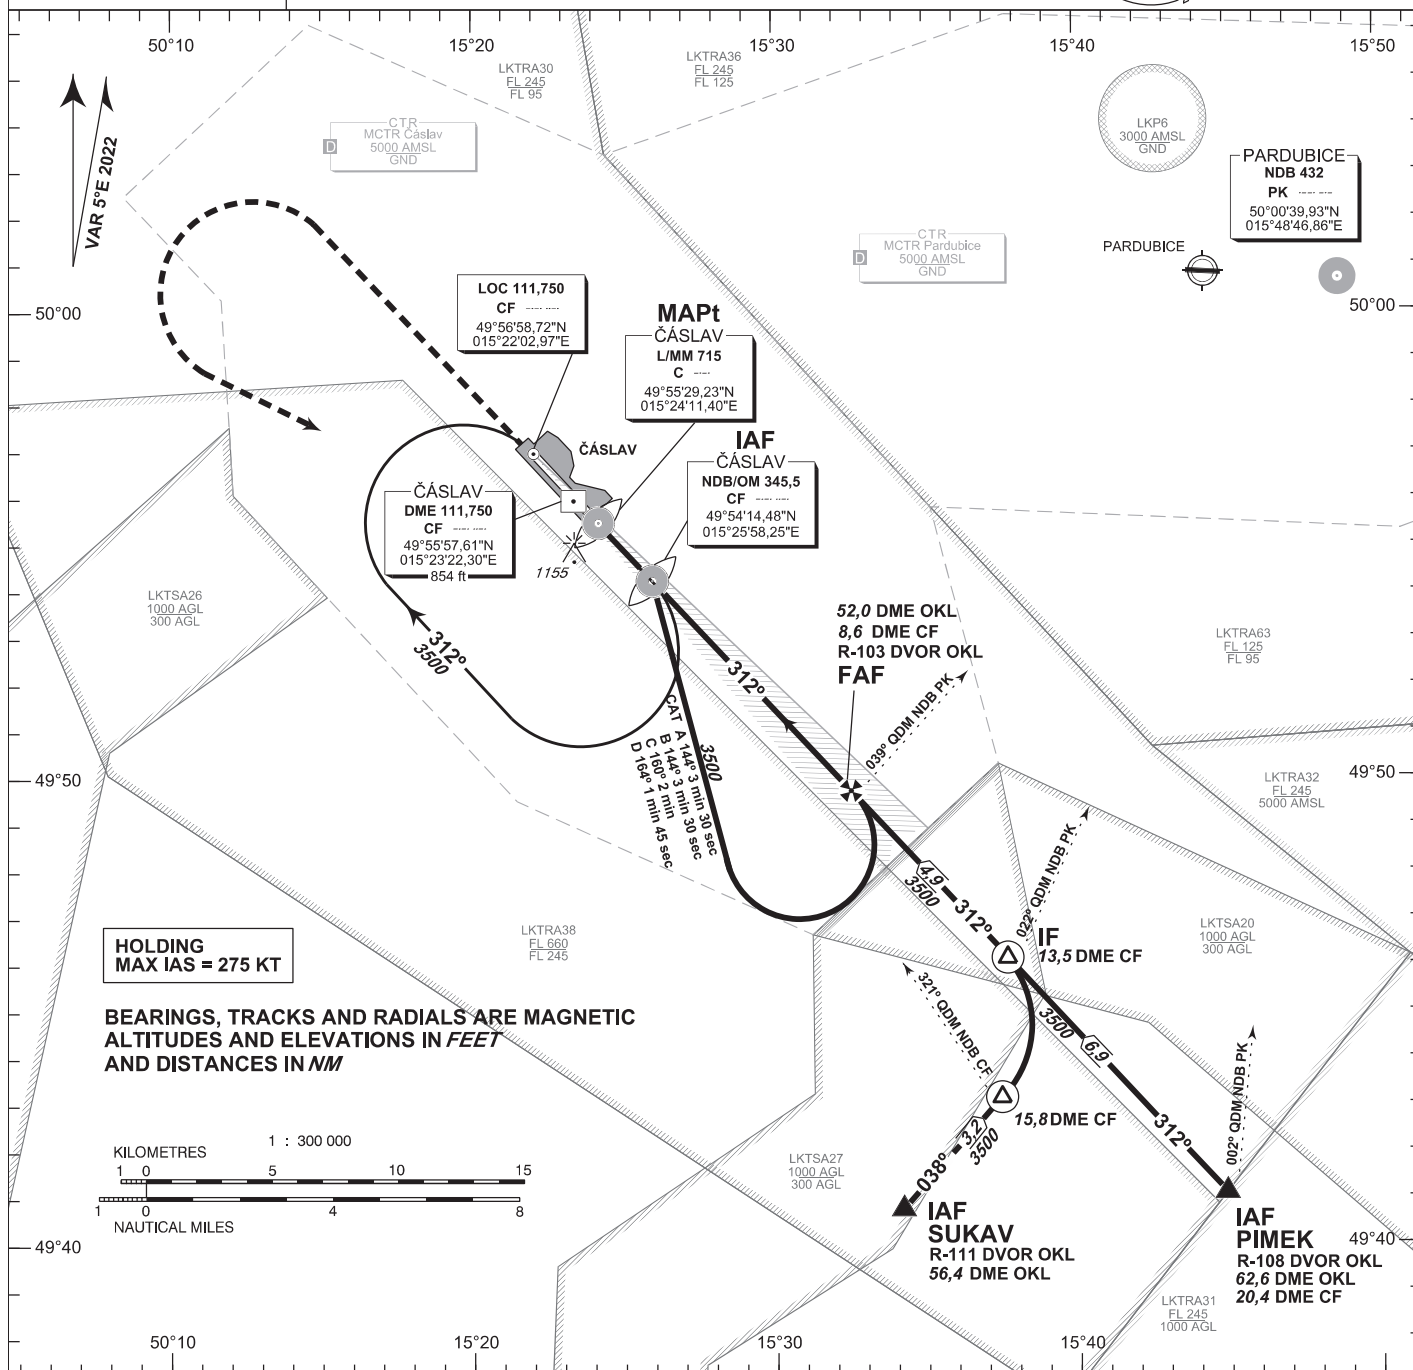 50°10
15°20
15°30
15°40
15°50
LKTRA30
FL 245
FL 95
LKTRA36
FL 245
FL 125
CTR
MCTR Čáslav
5000 AMSL
GND
D
LKP6
3000 AMSL
GND
VAR 5°E 2022
PARDUBICE
NDB 432
PK
50°00'39,93"N
015°48'46,86"E
CTR
MCTR Pardubice
5000 AMSL
GND
D
PARDUBICE
50°00
50°00
LOC 111,750
CF
49°56'58,72"N
015°22'02,97"E
MAPt
ČÁSLAV
L/MM 715
C
49°55'29,23"N
015°24'11,40"E
ČÁSLAV
IAF
ČÁSLAV
NDB/OM 345,5
CF
49°54'14,48"N
015°25'58,25"E
ČÁSLAV
DME 111,750
CF
49°55'57,61"N
015°23'22,30"E
854 ft
1155
LKTSA26
1000 AGL
300 AGL
312°
3500
52,0 DME OKL
8,6 DME CF
R-103 DVOR OKL
FAF
LKTRA63
FL 125
FL 95
312°
039° QDM NDB PK
3500
CAT A 144° 3 min 30 sec
B 144° 3 min 30 sec
C 160° 2 min
D 164° 1 min 45 sec
49°50
49°50
LKTRA32
FL 245
5000 AMSL
4,9
3500
312°
022° QDM NDB PK
LKTRA38
FL 660
FL 245
LKTSA20
1000 AGL
300 AGL
HOLDING
MAX IAS = 275 KT
IF
13,5 DME CF
321° QDM NDB CF
BEARINGS, TRACKS AND RADIALS ARE MAGNETIC
ALTITUDES AND ELEVATIONS IN FEET
AND DISTANCES IN NM
3500
6,9
312°
002° QDM NDB PK
15,8 DME CF
038°
3,2
3500
1 : 300 000
KILOMETRES
1 0 5 10 15
1 0 4 8
NAUTICAL MILES
LKTSA27
1000 AGL
300 AGL
IAF
SUKAV
R-111 DVOR OKL
56,4 DME OKL
IAF
PIMEK
R-108 DVOR OKL
62,6 DME OKL
20,4 DME CF
49°40
49°40
LKTRA31
FL 245
1000 AGL
50°10
15°20
15°30
15°40